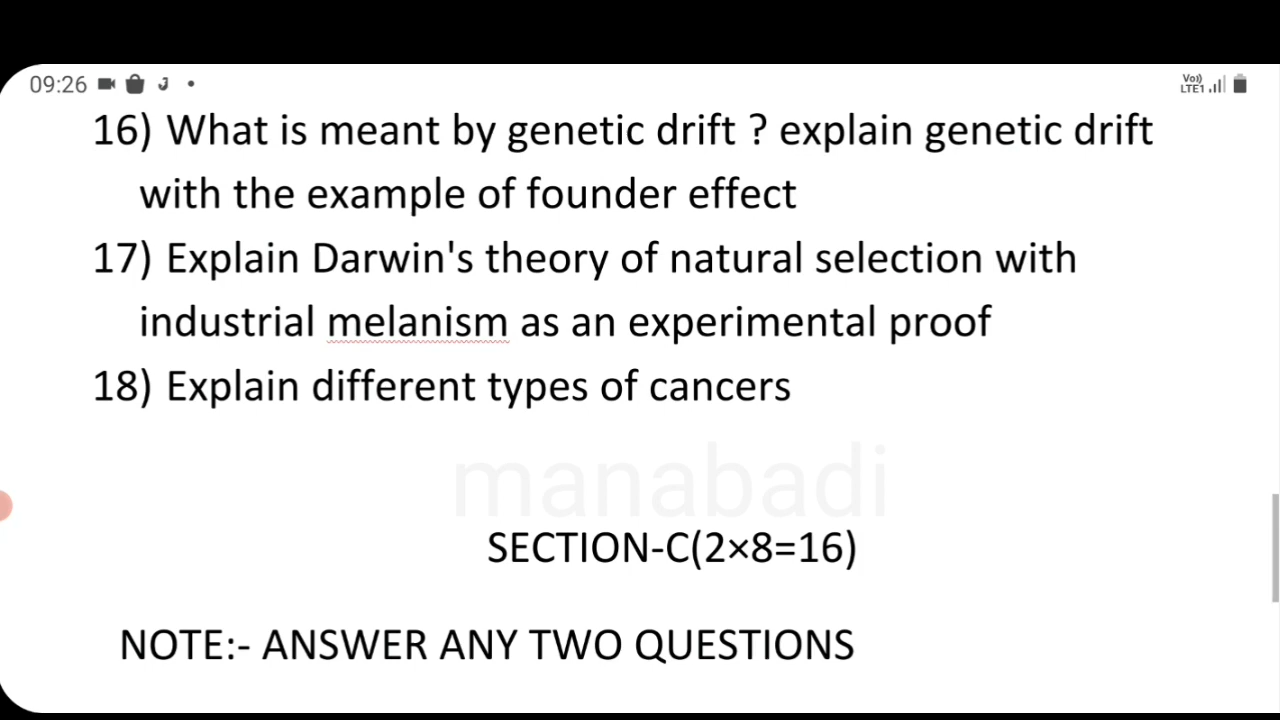 09:26
Vo))
LTE1
16) What is meant by genetic drift ? explain genetic drift
with the example of founder effect
17) Explain Darwin's theory of natural selection with
industrial melanism as an experimental proof
18) Explain different types of cancers
manabadi
SECTION-C(2×8=16)
NOTE:- ANSWER ANY TWO QUESTIONS